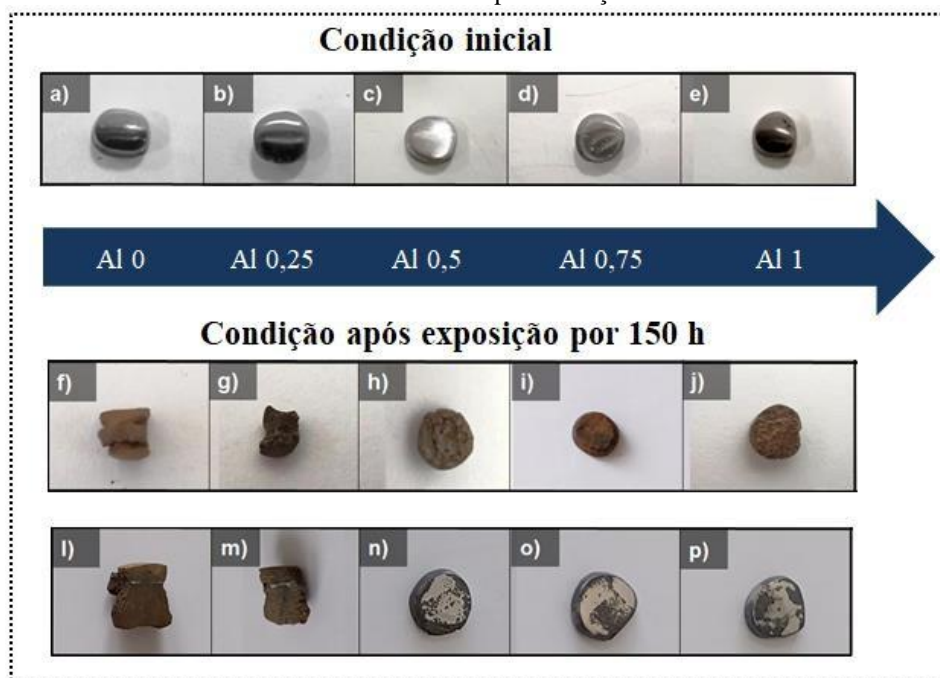 Condição inicial
a) b) c) d) e)
Al 0 Al 0,25 Al 0,5 Al 0,75 Al 1
Condição após exposição por 150 h
f) g) h) i) j)
l) m) n) o) p)